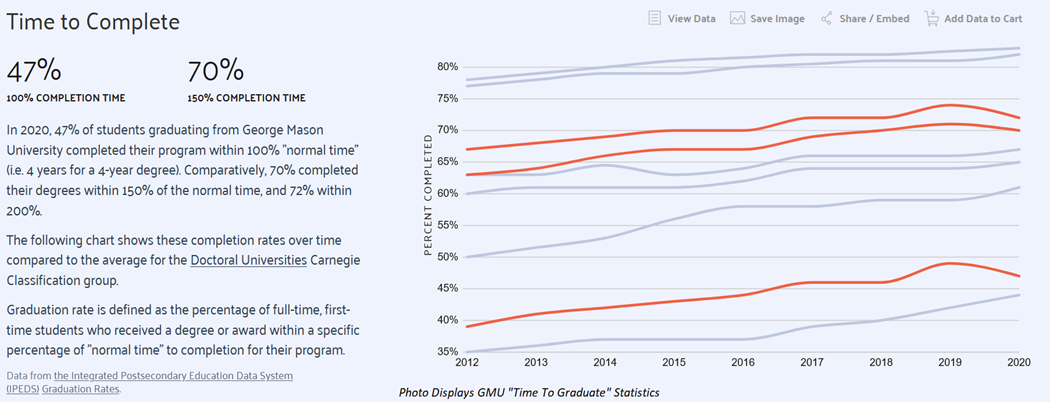 Time to Complete
View Data
Save Image
Share / Embed
Add Data to Cart
47%
100% COMPLETION TIME
70%
150% COMPLETION TIME
In 2020, 47% of students graduating from George Mason
University completed their program within 100% "normal time"
(i.e. 4 years for a 4-year degree). Comparatively, 70% completed
their degrees within 150% of the normal time, and 72% within
200%.
The following chart shows these completion rates over time
compared to the average for the Doctoral Universities Carnegie
Classification group.
Graduation rate is defined as the percentage of full-time, first-
time students who received a degree or award within a specific
percentage of "normal time" to completion for their program.
Data from the Integrated Postsecondary Education Data System
(IPEDS) Graduation Rates.
PERCENT COMPLETED
80%
75%
70%
65%
60%
55%
50%
45%
40%
35%
2012 2013 2014 2015 2016 2017 2018 2019 2020
Photo Displays GMU "Time To Graduate" Statistics